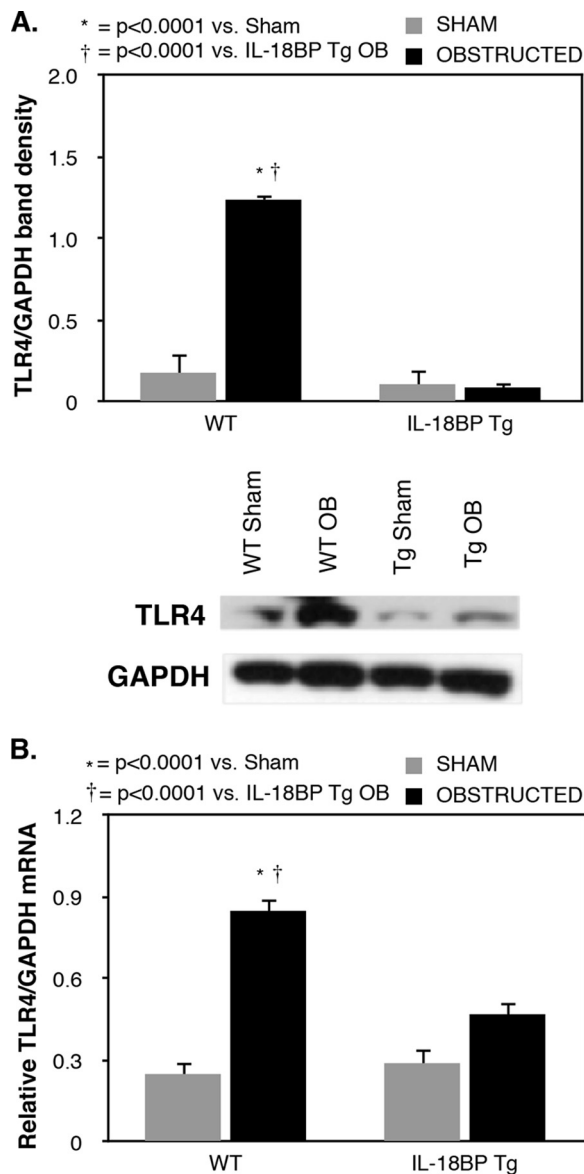 A.
* = p<0.0001 vs. Sham
† = p<0.0001 vs. IL-18BP Tg OB
SHAM
OBSTRUCTED
TLR4/GAPDH band density
2.0
1.5
1.0
0.5
0
* †
WT
IL-18BP Tg
WT Sham
WT OB
Tg Sham
Tg OB
TLR4
GAPDH
B.
* = p<0.0001 vs. Sham
† = p<0.0001 vs. IL-18BP Tg OB
SHAM
OBSTRUCTED
Relative TLR4/GAPDH mRNA
1.2
0.9
0.6
0.3
0
* †
WT
IL-18BP Tg